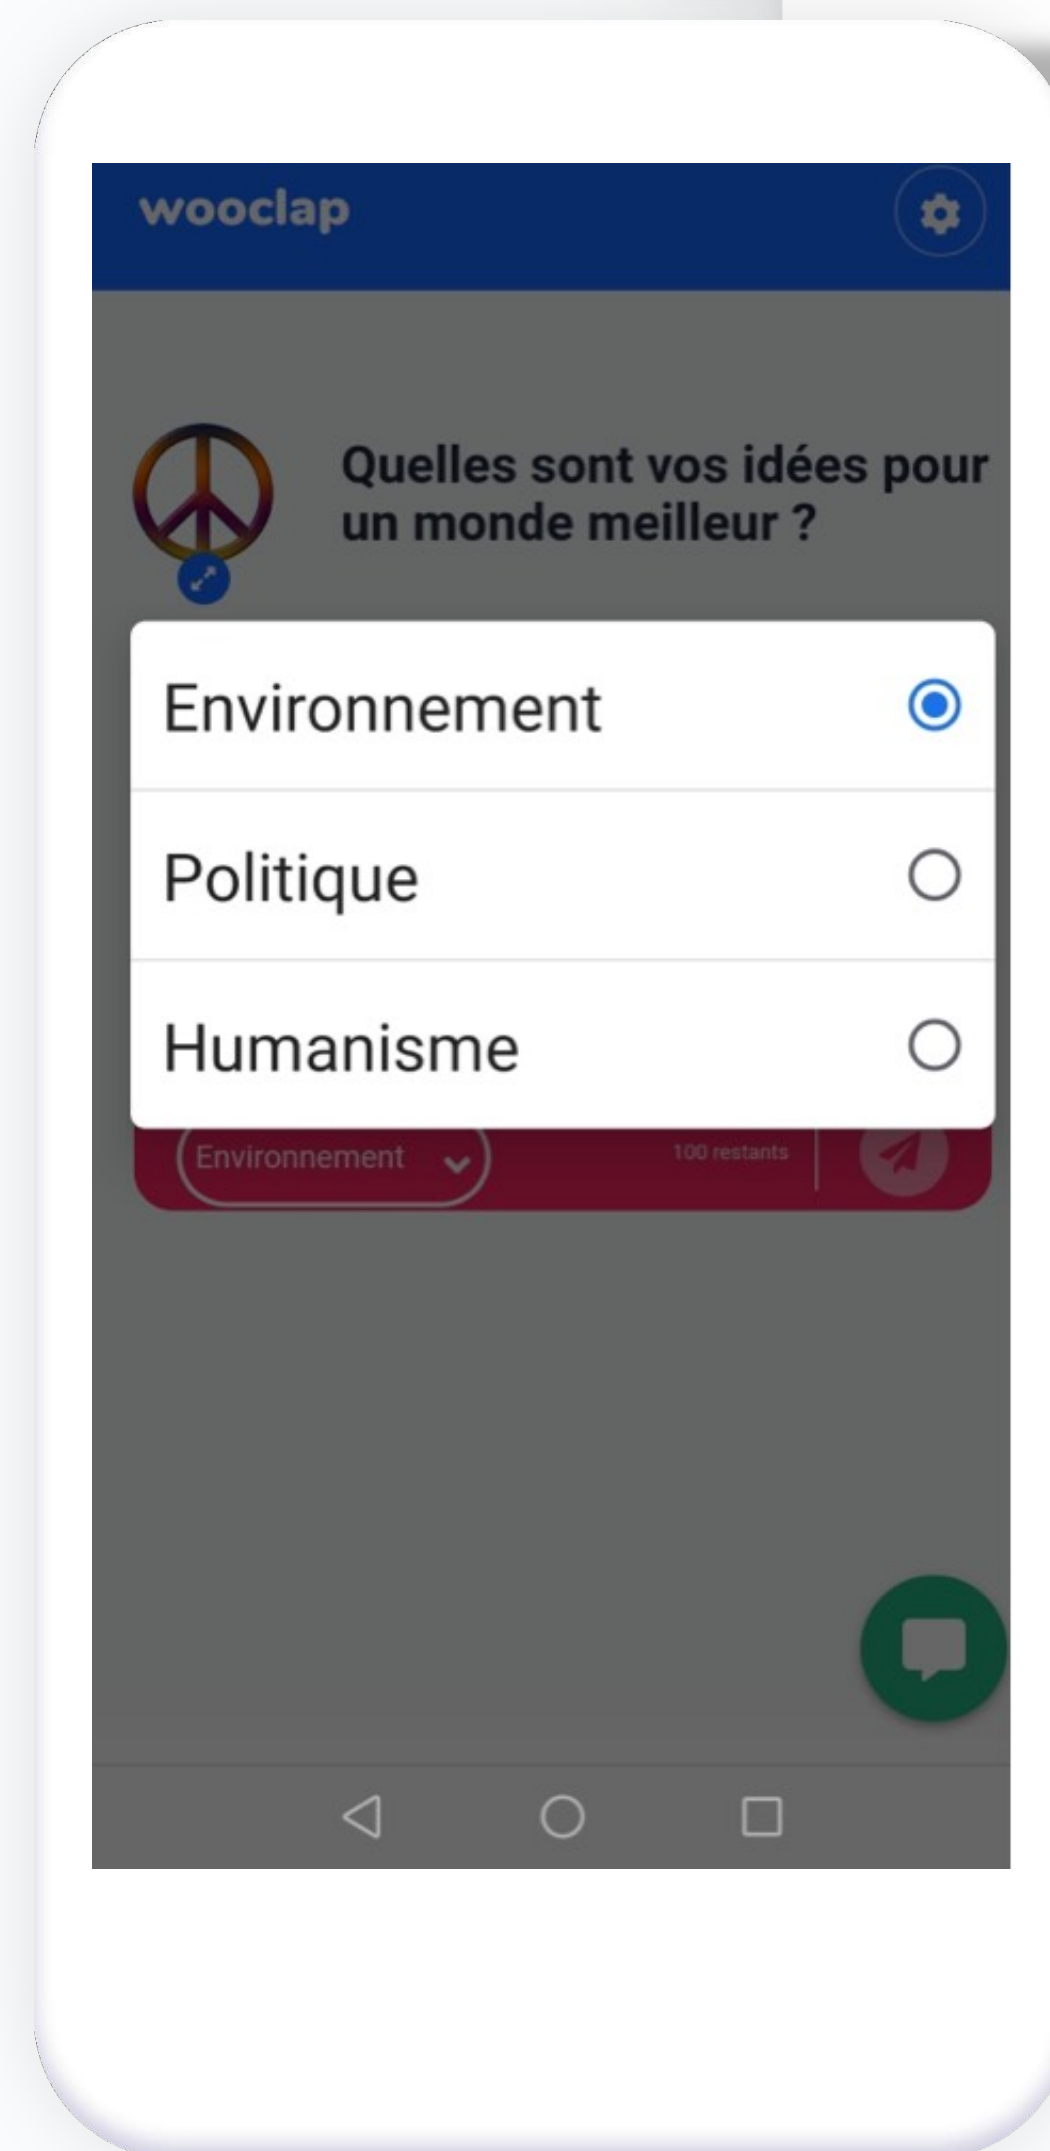 wooclap
Quelles sont vos idées pour
un monde meilleur ?
Environnement
Politique
Humanisme
Environnement
100 restants